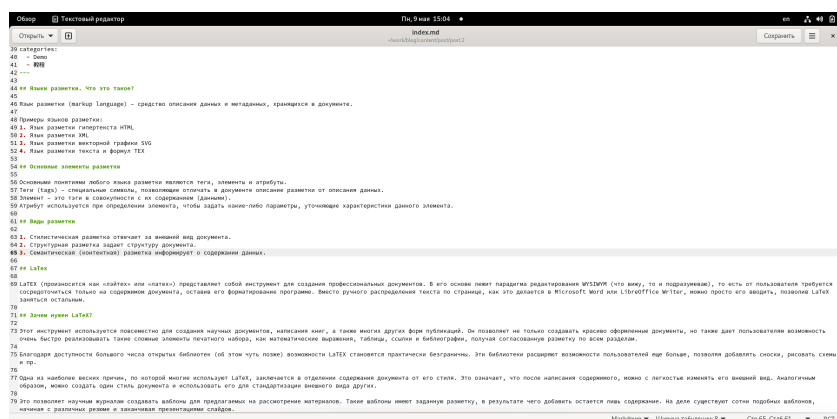 Обзор Текстовый редактор Пн, 9 мая 15:04 en
Открыть index.md Сохранить
~/work/blog/content/post/post2
39 categories:
40 - Demo
41 - 教程
42 ---
43
44 ## Языки разметки. Что это такое?
45
46 Язык разметки (markup language) – средство описания данных и метаданных, хранящихся в документе.
47
48 Примеры языков разметки:
49 1. Язык разметки гипертекста HTML
50 2. Язык разметки XML
51 3. Язык разметки векторной графики SVG
52 4. Язык разметки текста и формул TEX
53
54 ## Основные элементы разметки
55
56 Основными понятиями любого языка разметки являются теги, элементы и атрибуты.
57 Теги (tags) – специальные символы, позволяющие отличать в документе описание разметки от описания данных.
58 Элемент – это тэги в совокупности с их содержанием (данными).
59 Атрибут используется при определении элемента, чтобы задать какие-либо параметры, уточняющие характеристики данного элемента.
60
61 ## Виды разметки
62
63 1. Стилистическая разметка отвечает за внешний вид документа.
64 2. Структурная разметка задает структуру документа.
65 3. Семантическая (контентная) разметка информирует о содержании данных.
66
67 ## LaTex
68
69 LaTEX (произносится как «лэйтех» или «латех») представляет собой инструмент для создания профессиональных документов. В его основе лежит парадигма редактирования WYSIWYM (что вижу, то и подразумеваю), то есть от пользователя требуется
сосредоточиться только на содержимом документа, оставив его форматирование программе. Вместо ручного распределения текста по странице, как это делается в Microsoft Word или LibreOffice Writer, можно просто его вводить, позволив LaTeX
заняться остальным.
70
71 ## Зачем нужен LaTeX?
72
73 Этот инструмент используется повсеместно для создания научных документов, написания книг, а также многих других форм публикаций. Он позволяет не только создавать красиво оформленные документы, но также дает пользователям возможность
очень быстро реализовывать такие сложные элементы печатного набора, как математические выражения, таблицы, ссылки и библиографии, получая согласованную разметку по всем разделам.
74
75 Благодаря доступности большого числа открытых библиотек (об этом чуть позже) возможности LaTEX становятся практически безграничны. Эти библиотеки расширяют возможности пользователей еще больше, позволяя добавлять сноски, рисовать схемы
и пр.
76
77 Одна из наиболее веских причин, по которой многие используют LaTeX, заключается в отделении содержания документа от его стиля. Это означает, что после написания содержимого, можно с легкостью изменять его внешний вид. Аналогичным
образом, можно создать один стиль документа и использовать его для стандартизации внешнего вида других.
78
79 Это позволяет научным журналам создавать шаблоны для предлагаемых на рассмотрение материалов. Такие шаблоны имеют заданную разметку, в результате чего добавить остается лишь содержание. На деле существуют сотни подобных шаблонов,
начиная с различных резюме и заканчивая презентациями слайдов.
Markdown Ширина табуляции: 8 Стр 65, Стлб 61 ВСТ